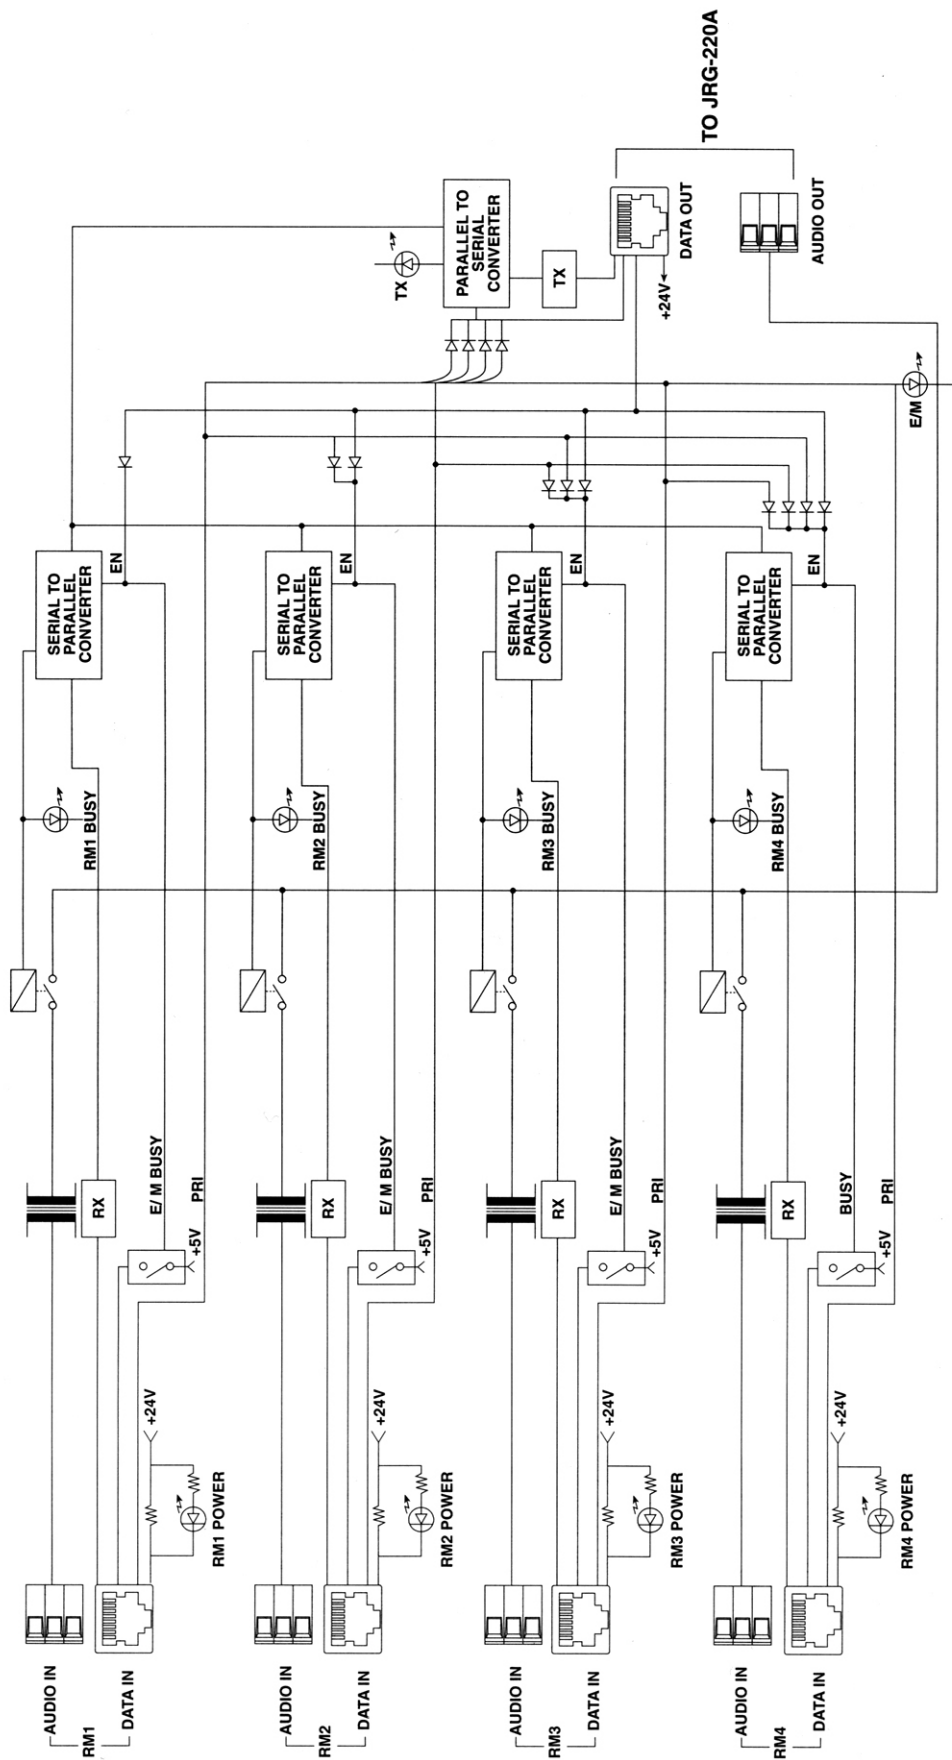 RM1
AUDIO IN
DATA IN
RM1 POWER
+24V
RX
+5V
E/ M BUSY
PRI
RM1 BUSY
SERIAL TO
PARALLEL
CONVERTER
EN
RM2
AUDIO IN
DATA IN
RM2 POWER
+24V
RX
+5V
E/ M BUSY
PRI
RM2 BUSY
SERIAL TO
PARALLEL
CONVERTER
EN
RM3
AUDIO IN
DATA IN
RM3 POWER
+24V
RX
+5V
E/ M BUSY
PRI
RM3 BUSY
SERIAL TO
PARALLEL
CONVERTER
EN
RM4
AUDIO IN
DATA IN
RM4 POWER
+24V
RX
+5V
BUSY
PRI
RM4 BUSY
SERIAL TO
PARALLEL
CONVERTER
EN
TX
PARALLEL TO
SERIAL
CONVERTER
TX
+24V
DATA OUT
E/M
AUDIO OUT
TO JRG-220A